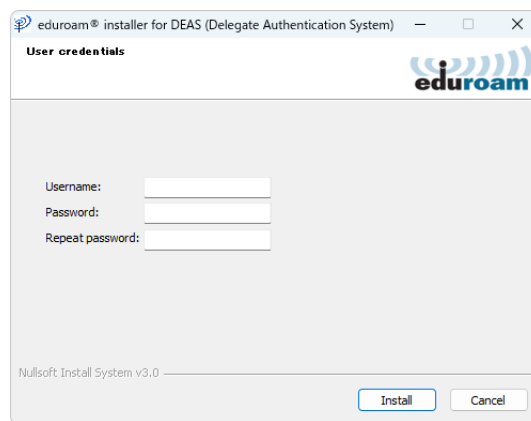 eduroam® installer for DEAS (Delegate Authentication System)
User credentials
eduroam
Username:
Password:
Repeat password:
Nullsoft Install System v3.0
Install Cancel